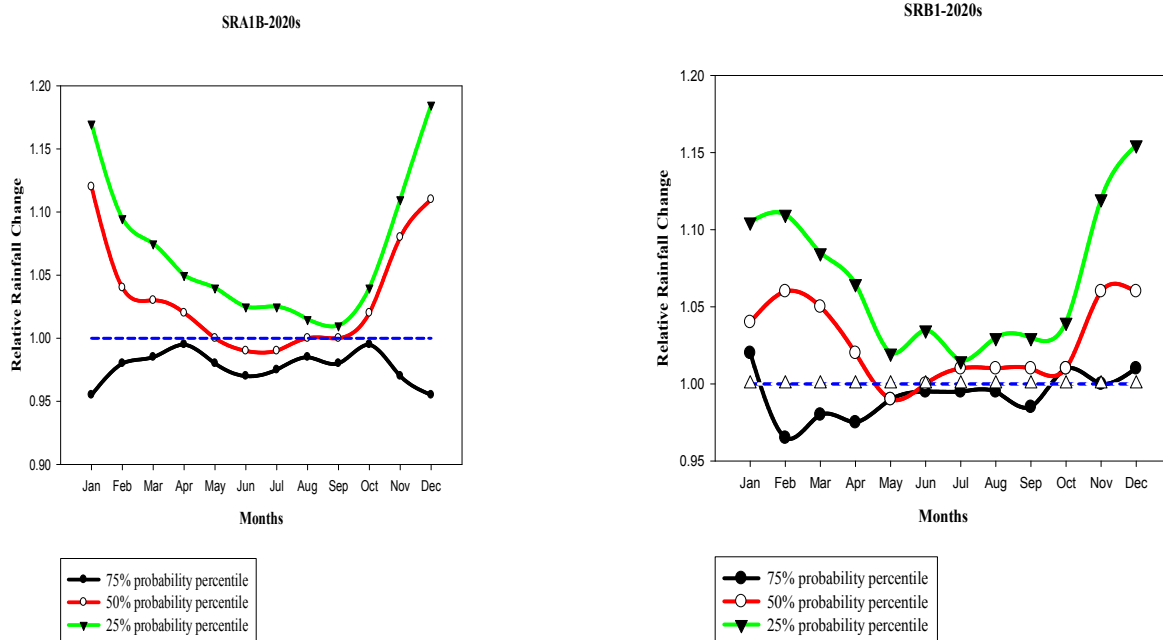 SRA1B-2020s
Relative Rainfall Change
1.20
1.15
1.10
1.05
1.00
0.95
0.90
Jan Feb Mar Apr May Jun Jul Aug Sep Oct Nov Dec
Months
75% probability percentile
50% probability percentile
25% probability percentile
SRB1-2020s
Relative Rainfall Change
1.20
1.15
1.10
1.05
1.00
0.95
Jan Feb Mar Apr May Jun Jul Aug Sep Oct Nov Dec
Months
75% probability percentile
50% probability percentile
25% probability percentile